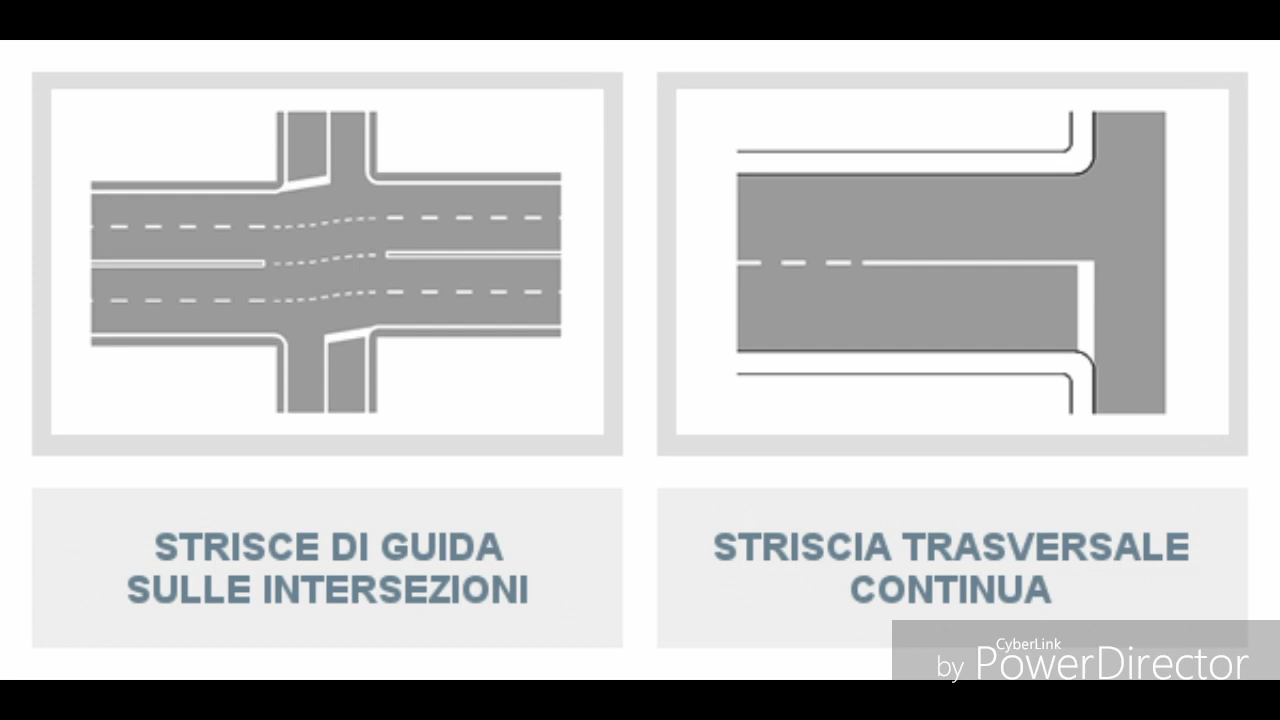 STRISCE DI GUIDA
SULLE INTERSEZIONI
STRISCIA TRASVERSALE
CONTINUA
CyberLink
by PowerDirector